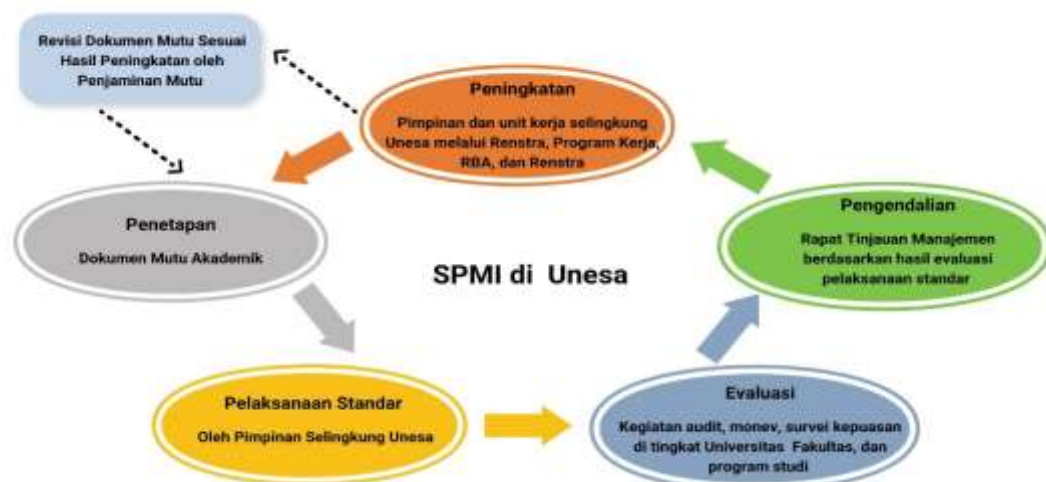 Revisi Dokumen Mutu Sesuai
Hasil Peningkatan oleh
Penjaminan Mutu
Peningkatan
Pimpinan dan unit kerja selingkung
Unesa melalui Renstra, Program Kerja,
RBA, dan Renstra
Penetapan
Dokumen Mutu Akademik
Pengendalian
Rapat Tinjauan Manajemen
berdasarkan hasil evaluasi
pelaksanaan standar
SPMI di Unesa
Pelaksanaan Standar
Oleh Pimpinan Selingkung Unesa
Evaluasi
Kegiatan audit, monev, survei kepuasan
di tingkat Universitas Fakultas, dan
program studi